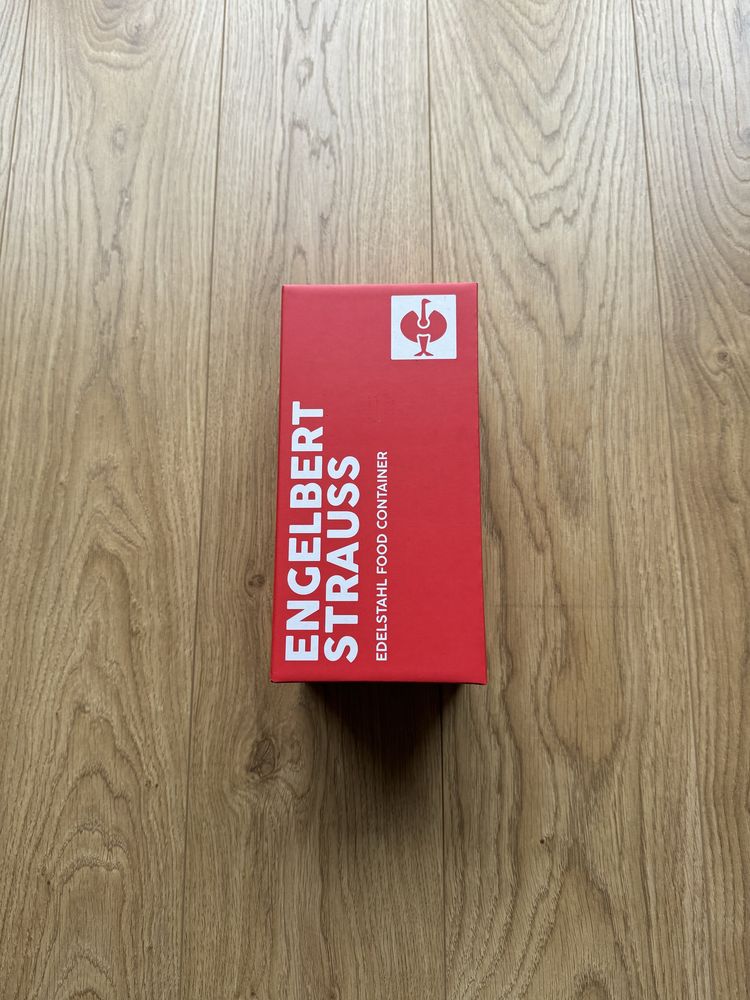 ENGELBERT
STRAUSS
EDELSTAHL FOOD CONTAINER